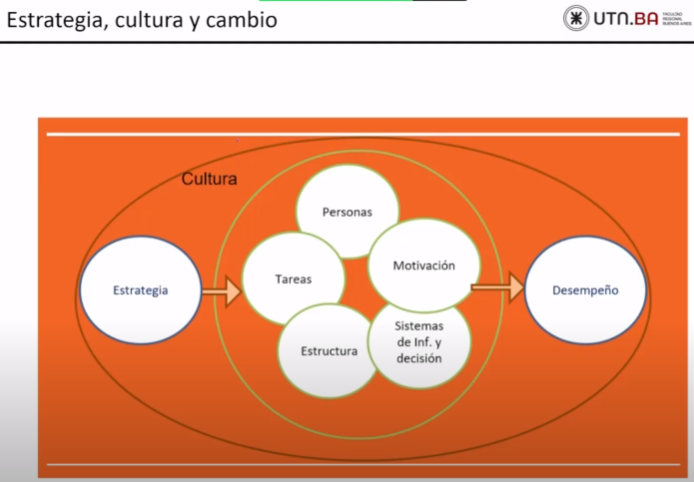 Estrategia, cultura y cambio
UTN.BA
FACULTAD
REGIONAL
BUENOS AIRES
Cultura
Personas
Tareas
Motivación
Estrategia
Desempeño
Estructura
Sistemas
de Inf. y
decisión